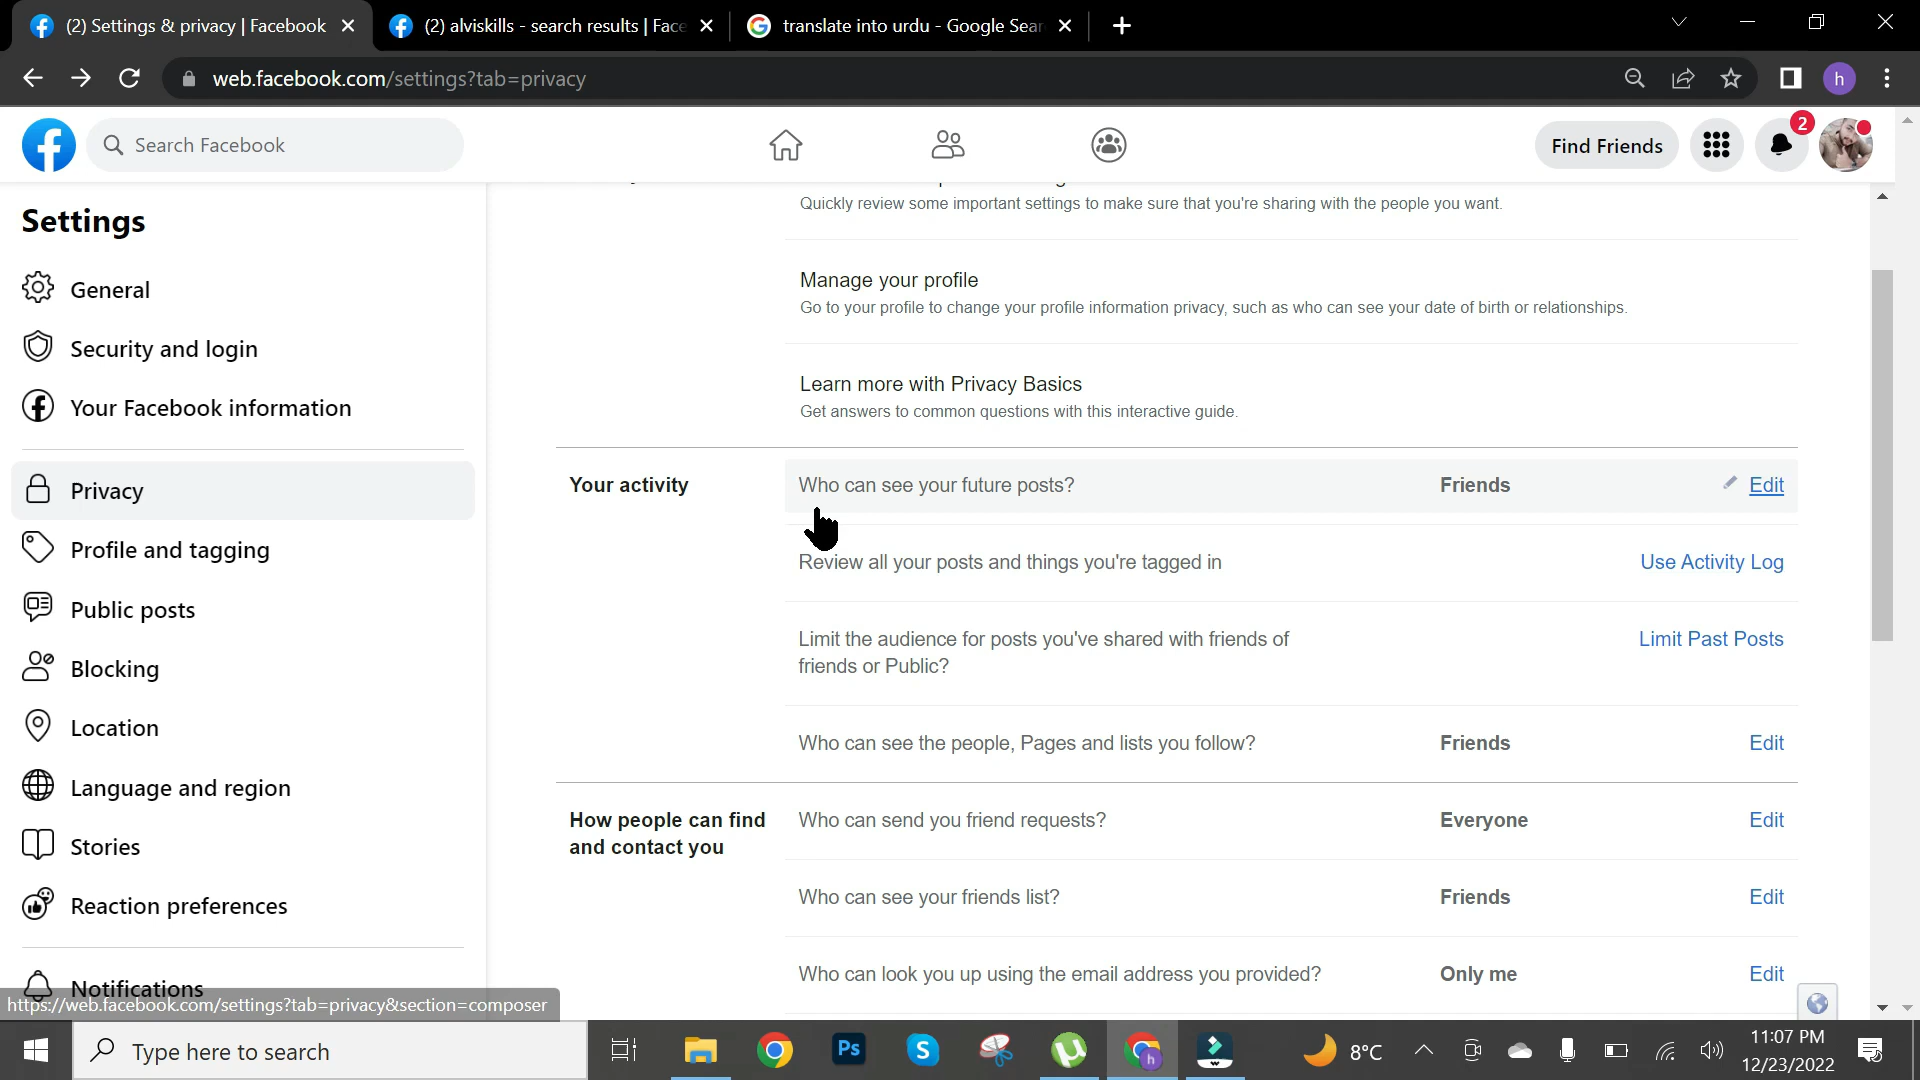 (2) Settings & privacy | Facebook
(2) alviskills - search results | Face
translate into urdu - Google Sear
web.facebook.com/settings?tab=privacy
h
Search Facebook
Find Friends
2
Settings
General
Security and login
Your Facebook information
Privacy
Profile and tagging
Public posts
Blocking
Location
Language and region
Stories
Reaction preferences
Notifications
https://web.facebook.com/settings?tab=privacy&section=composer
Quickly review some important settings to make sure that you're sharing with the people you want.
Manage your profile
Go to your profile to change your profile information privacy, such as who can see your date of birth or relationships.
Learn more with Privacy Basics
Get answers to common questions with this interactive guide.
Your activity
Who can see your future posts? Friends Edit
Review all your posts and things you're tagged in Use Activity Log
Limit the audience for posts you've shared with friends of Limit Past Posts
friends or Public?
Who can see the people, Pages and lists you follow? Friends Edit
How people can find
and contact you
Who can send you friend requests? Everyone Edit
Who can see your friends list? Friends Edit
Who can look you up using the email address you provided? Only me Edit
Type here to search
Ps
h
8°C
11:07 PM
12/23/2022